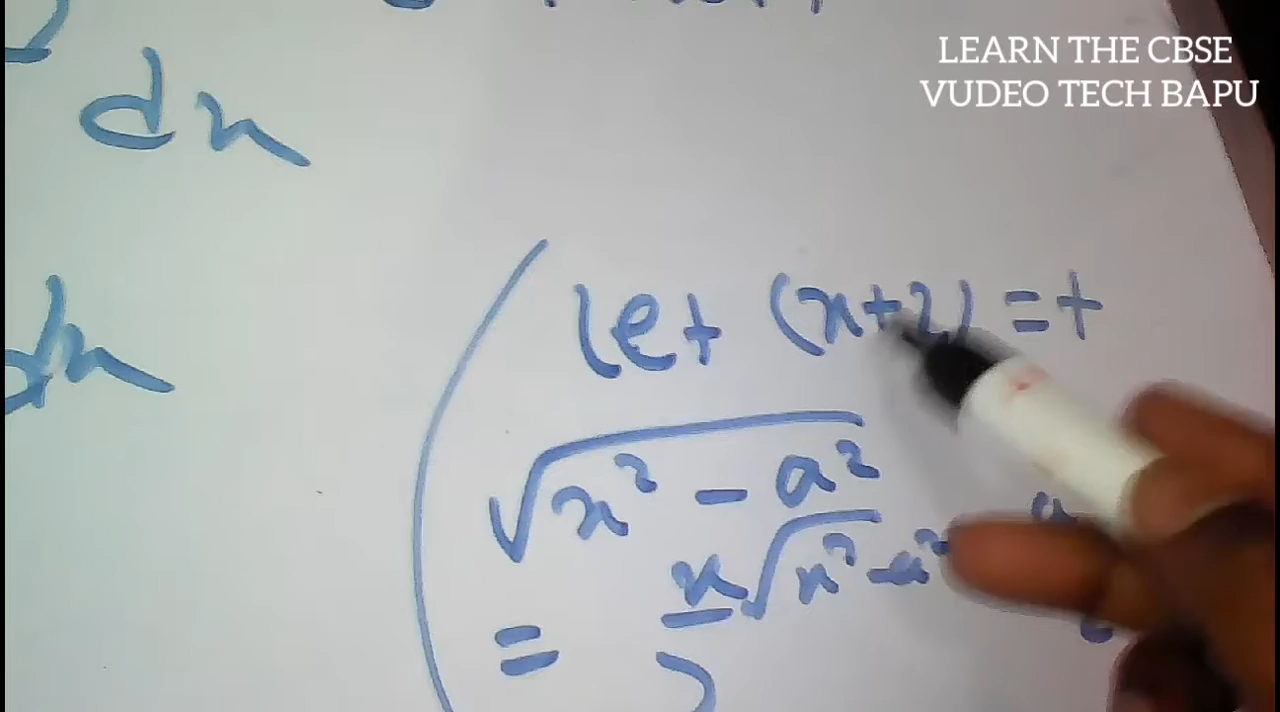 LEARN THE CBSE
VUDEO TECH BAPU
dx
dx
let (x+2) = t
√x² - a²
= x/2 √x² - a²